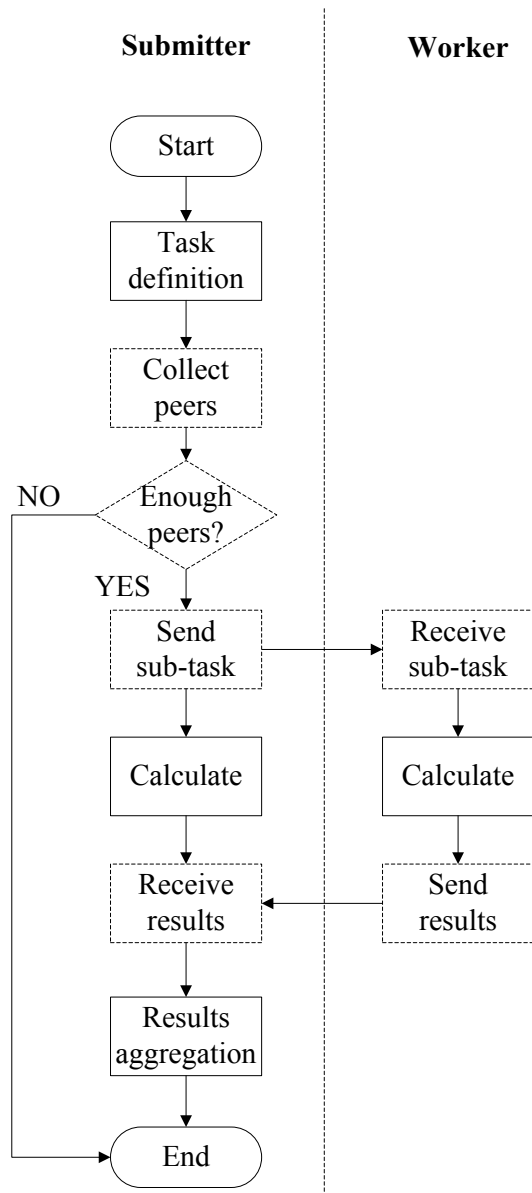 Submitter
Worker
Start
Task
definition
Collect
peers
NO
Enough
peers?
YES
Send
sub-task
Receive
sub-task
Calculate
Calculate
Receive
results
Send
results
Results
aggregation
End